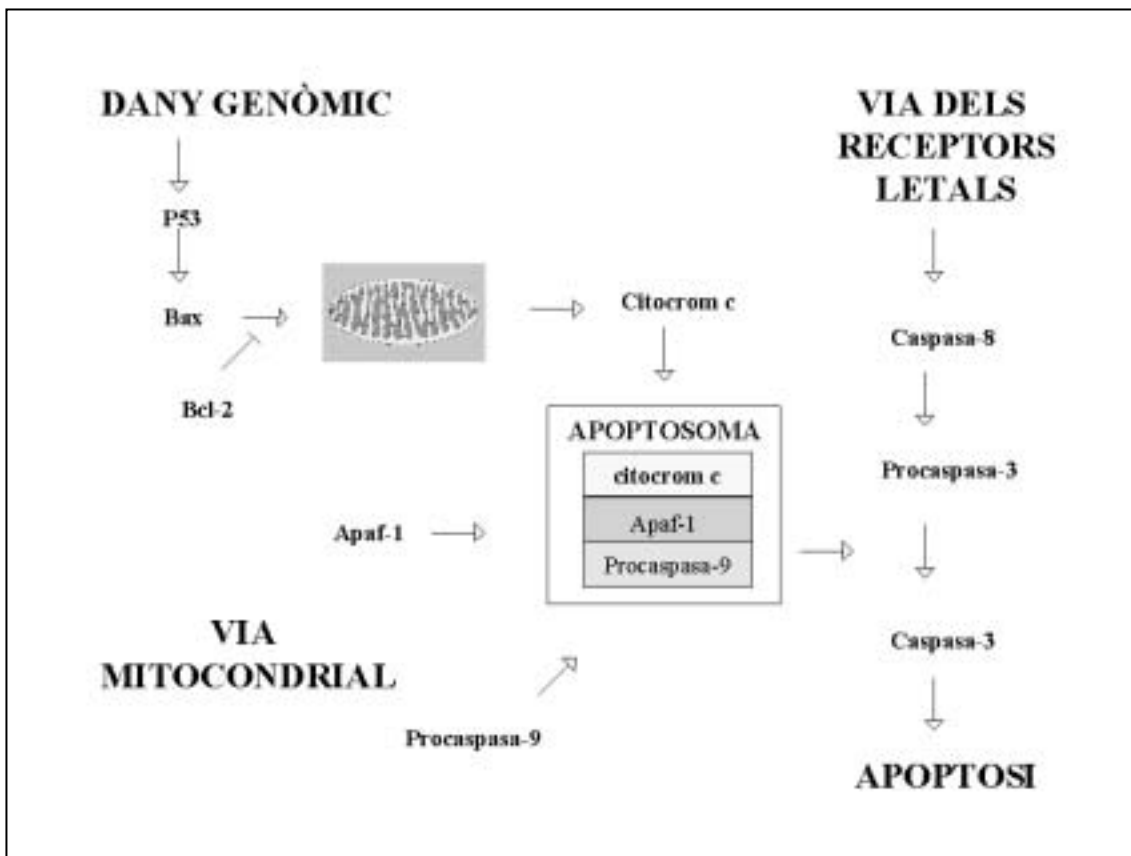 DANY GENÒMIC
P53
Bax
Bcl-2
Citocrom c
APOPTOSOMA
citocrom c
Apaf-1
Procaspasa-9
Apaf-1
VIA
MITOCONDRIAL
Procaspasa-9
VIA DELS
RECEPTORS
LETALS
Caspasa-8
Procaspasa-3
Caspasa-3
APOPTOSI